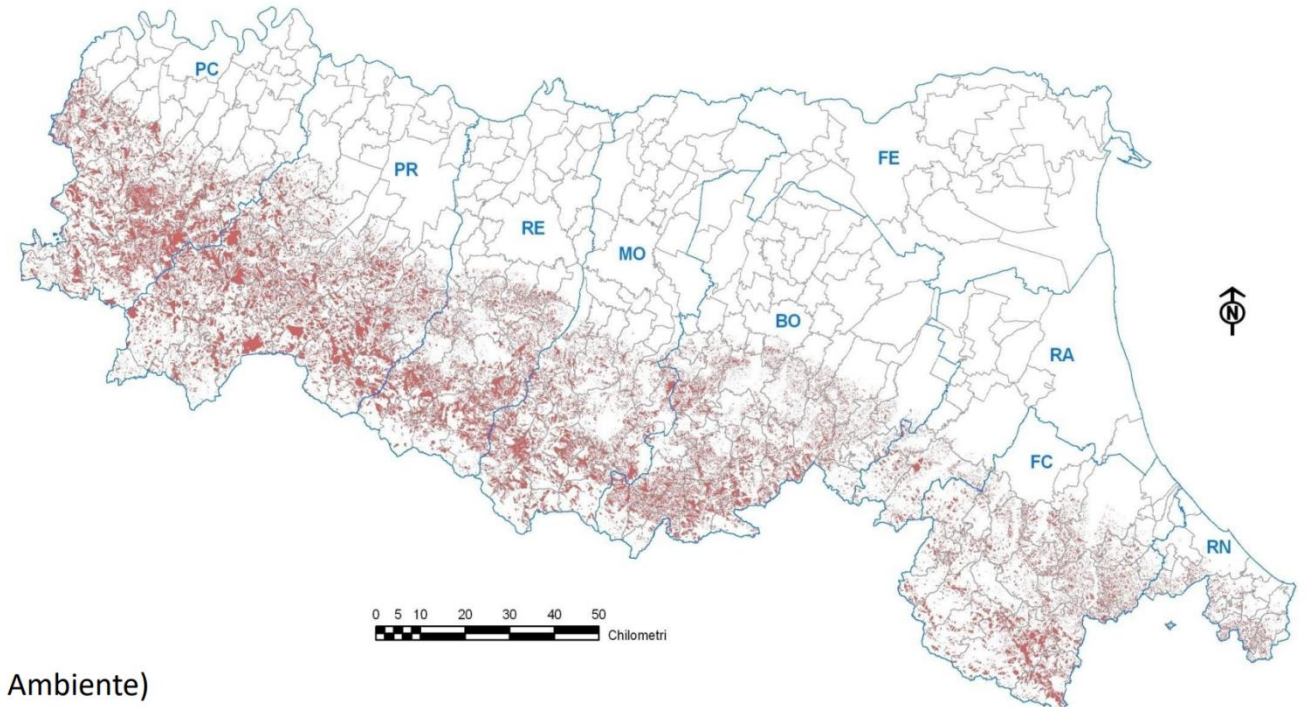 PC
PR
RE
MO
FE
BO
RA
FC
RN
N
0 5 10 20 30 40 50
Chilometri
Ambiente)